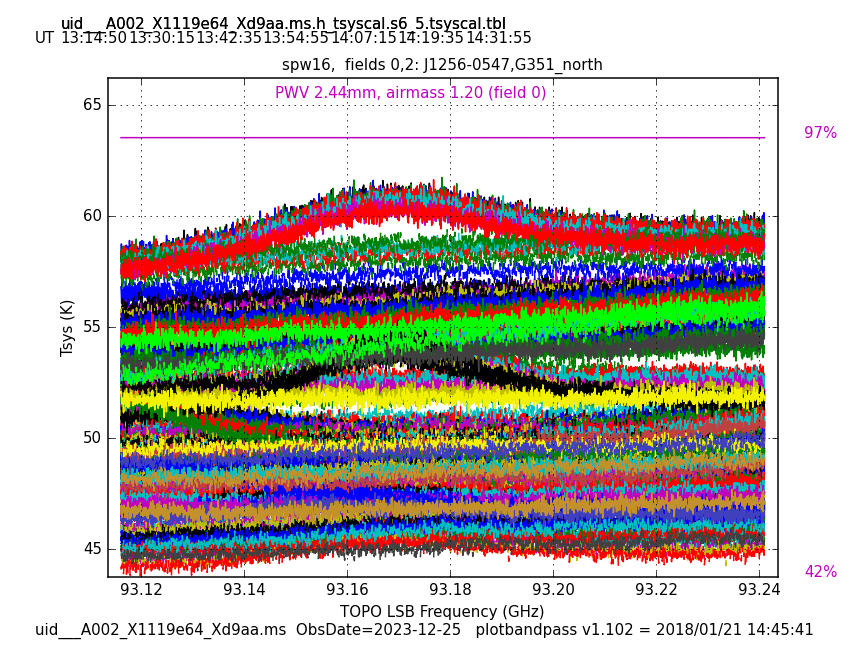 uid___A002_X1119e64_Xd9aa.ms.h_tsyscal.s6_5.tsyscal.tbl
UT 13:14:50 13:30:15 13:42:35 13:54:55 14:07:15 14:19:35 14:31:55
spw16,  fields 0,2: J1256-0547,G351_north
PWV 2.44mm, airmass 1.20 (field 0)
65
97%
60
Tsys (K)
55
50
45
42%
93.12 93.14 93.16 93.18 93.20 93.22 93.24
TOPO LSB Frequency (GHz)
uid___A002_X1119e64_Xd9aa.ms  ObsDate=2023-12-25   plotbandpass v1.102 = 2018/01/21 14:45:41